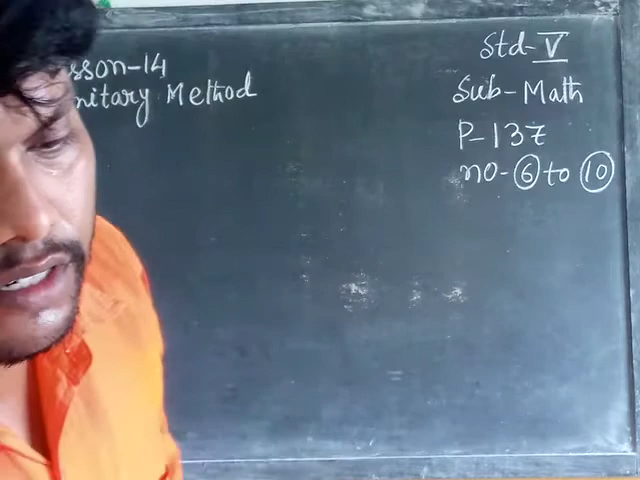 sson-14
nitary Method
Std-V
Sub-Math
P-137
no-6 to 10